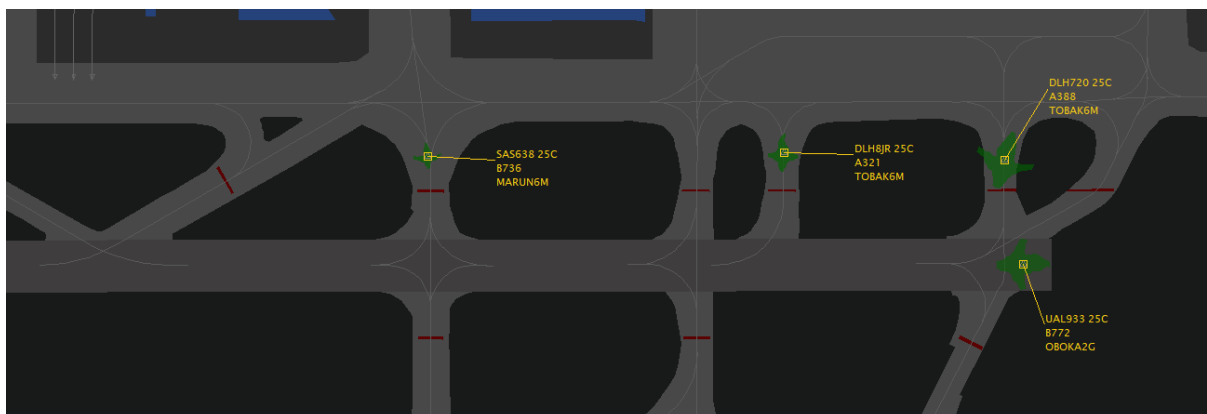 DLH720 25C
A388
TOBAK6M
SAS638 25C
B736
MARUN6M
DLH8JR 25C
A321
TOBAK6M
UAL933 25C
B772
OBOKA2G